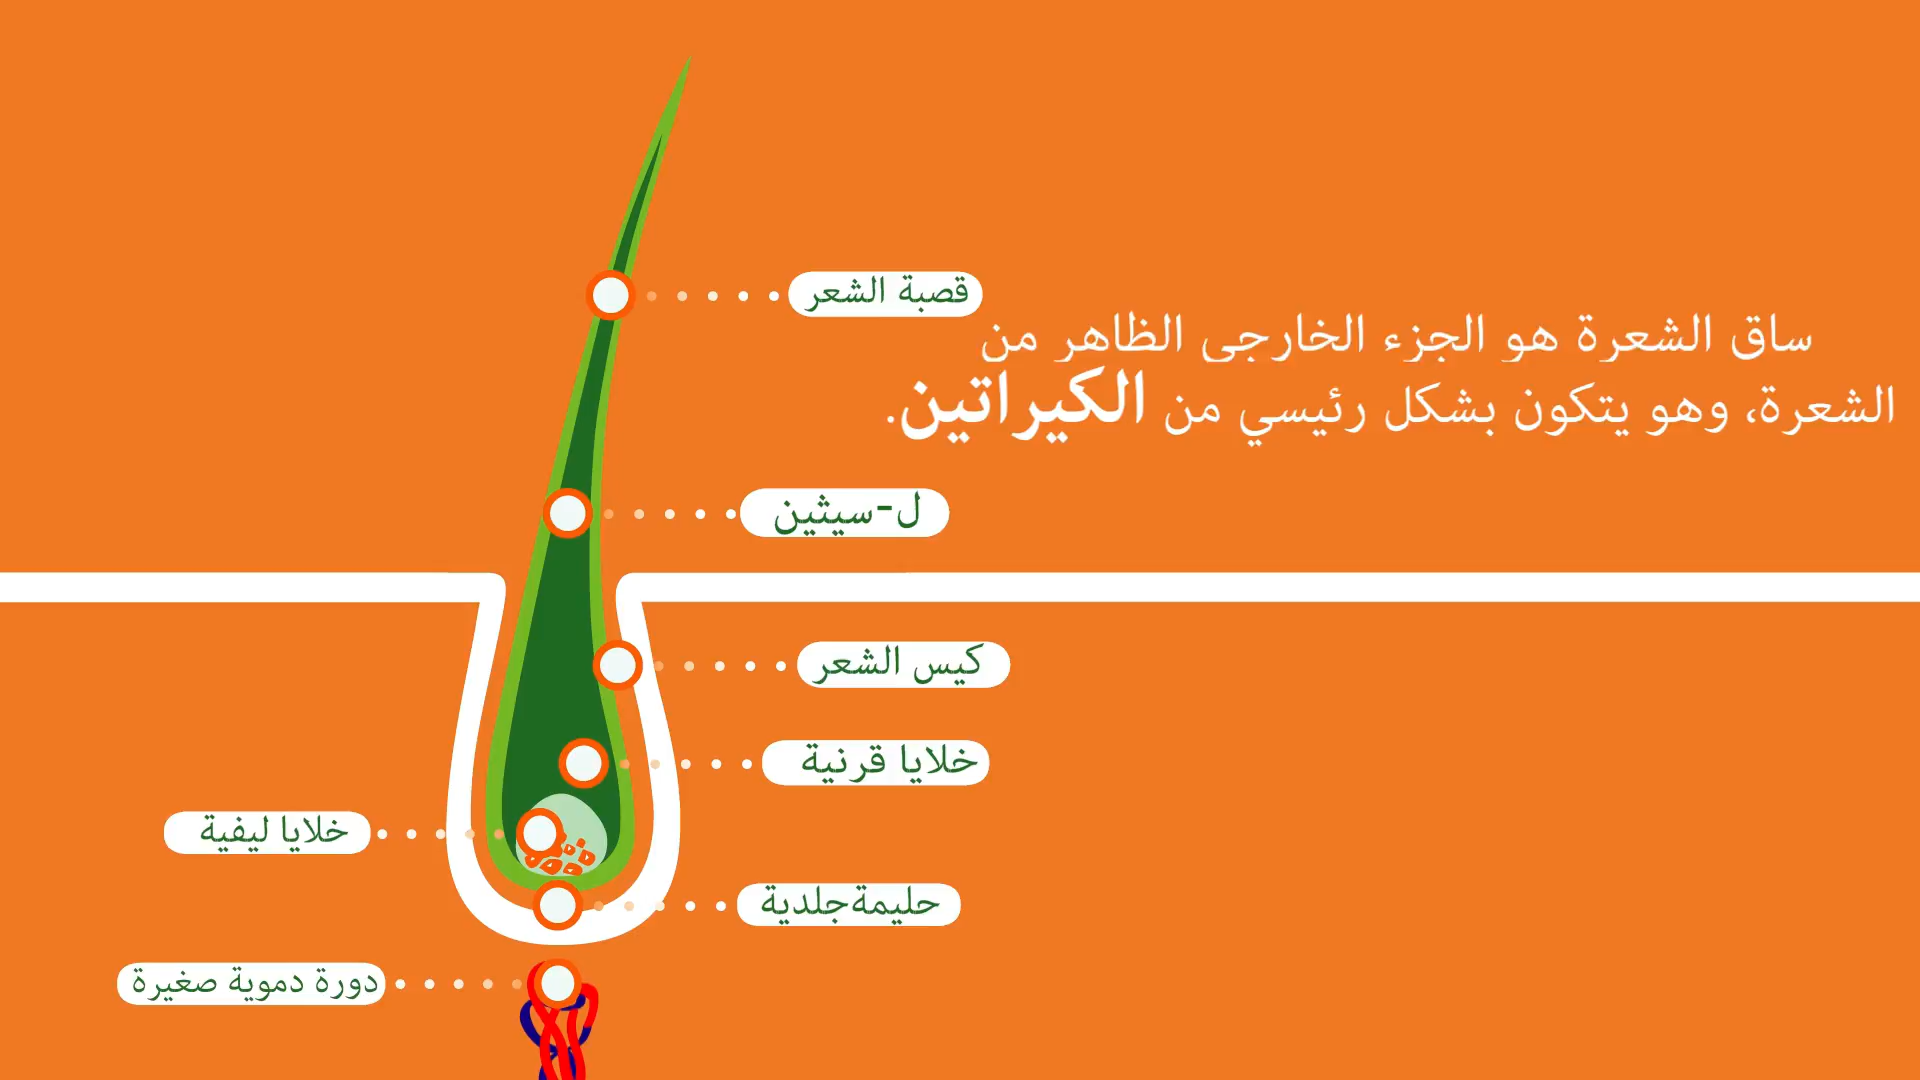 قصبة الشعر
ساق الشعرة هو الجزء الخارجى الظاهر من
الشعرة، وهو يتكون بشكل رئيسي من الكيراتين.
ل-سيثين
كيس الشعر
خلايا قرنية
خلايا ليفية
حليمةجلدية
دورة دموية صغيرة